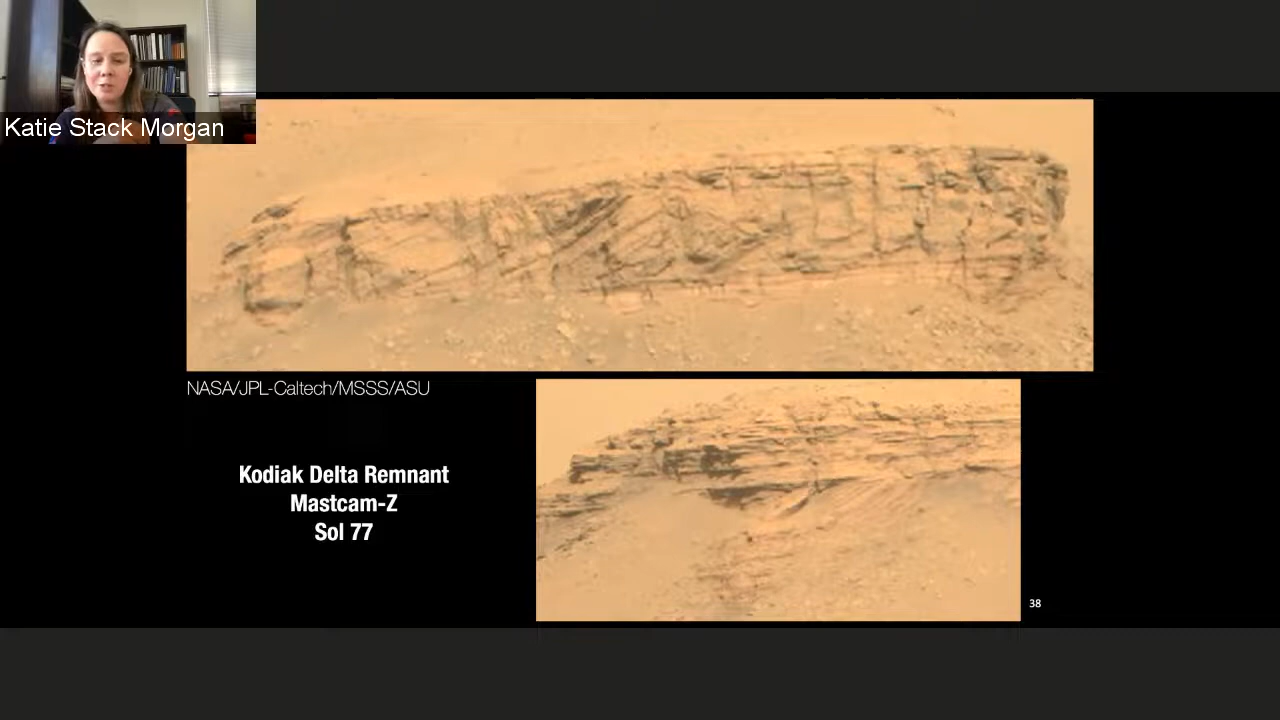 Katie Stack Morgan
NASA/JPL-Caltech/MSSS/ASU
Kodiak Delta Remnant
Mastcam-Z
Sol 77
38